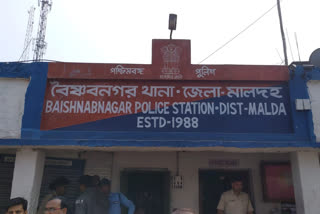 পশ্চিমবঙ্গ পুলিশ
বৈষ্ণবনগর থানা · জেলা - মালদহ
BAISHNABNAGAR POLICE STATION - DIST - MALDA
ESTD - 1988